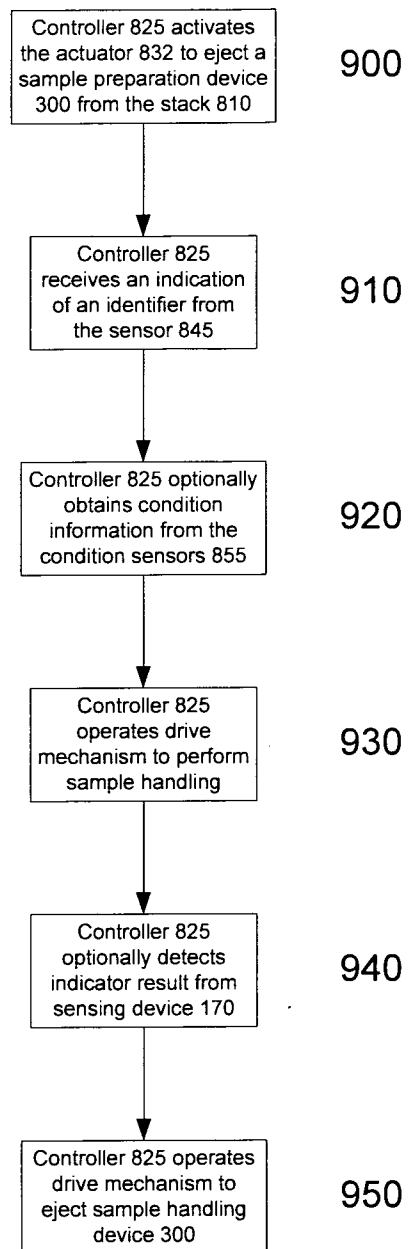 Controller 825 activates
the actuator 832 to eject a
sample preparation device
300 from the stack 810
900
Controller 825
receives an indication
of an identifier from
the sensor 845
910
Controller 825 optionally
obtains condition
information from the
condition sensors 855
920
Controller 825
operates drive
mechanism to perform
sample handling
930
Controller 825
optionally detects
indicator result from
sensing device 170
940
Controller 825 operates
drive mechanism to
eject sample handling
device 300
950